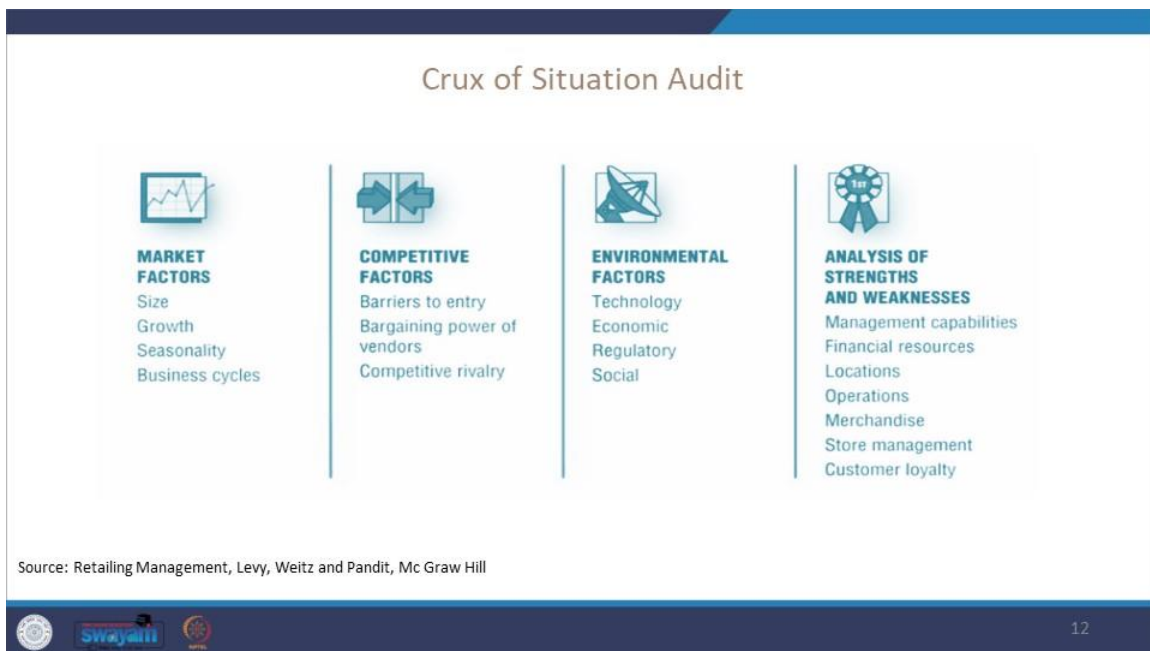 Crux of Situation Audit
MARKET
FACTORS
Size
Growth
Seasonality
Business cycles
COMPETITIVE
FACTORS
Barriers to entry
Bargaining power of
vendors
Competitive rivalry
ENVIRONMENTAL
FACTORS
Technology
Economic
Regulatory
Social
1ST
ANALYSIS OF
STRENGTHS
AND WEAKNESSES
Management capabilities
Financial resources
Locations
Operations
Merchandise
Store management
Customer loyalty
Source: Retailing Management, Levy, Weitz and Pandit, Mc Graw Hill
swayam
12